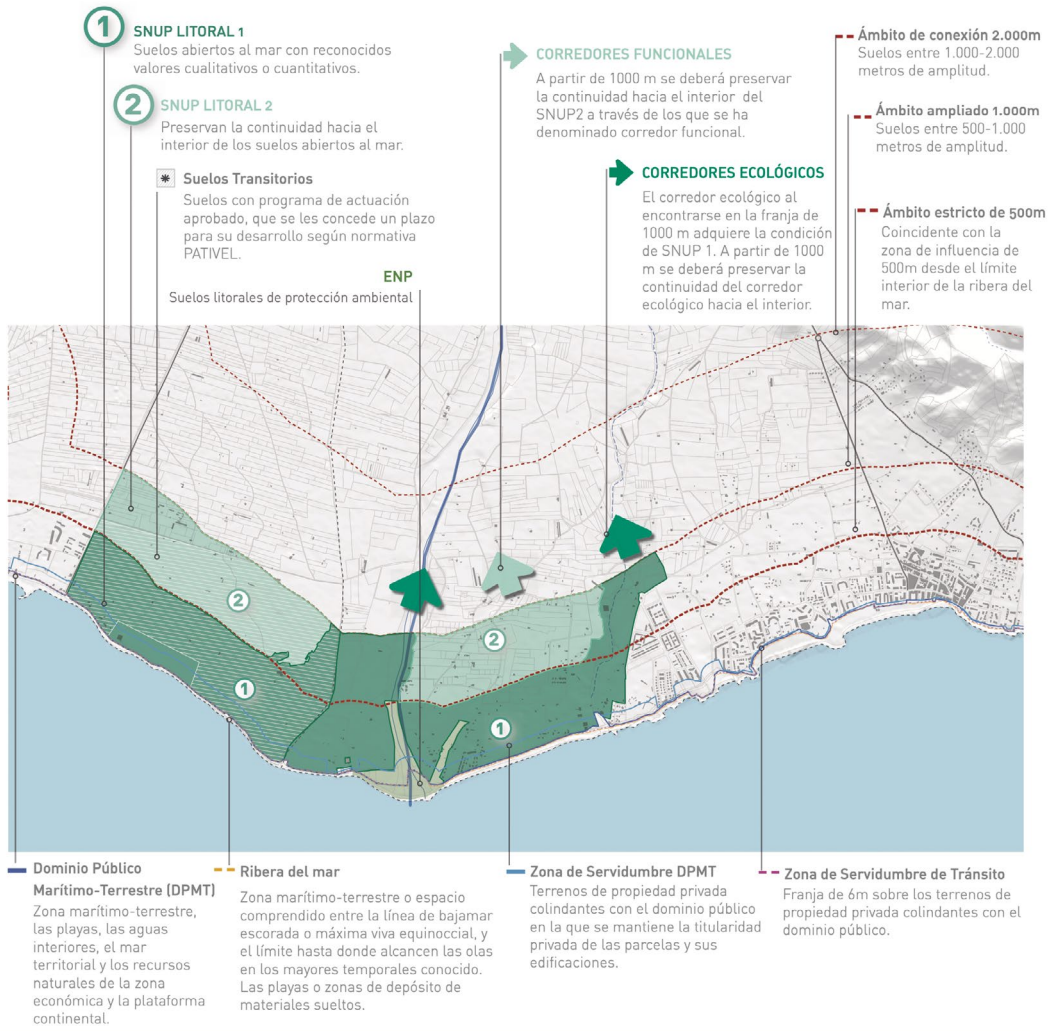 1
SNUP LITORAL 1
Suelos abiertos al mar con reconocidos
valores cualitativos o cuantitativos.
2
SNUP LITORAL 2
Preservan la continuidad hacia el
interior de los suelos abiertos al mar.
Suelos Transitorios
Suelos con programa de actuación
aprobado, que se les concede un plazo
para su desarrollo según normativa
PATIVEL.
ENP
Suelos litorales de protección ambiental
CORREDORES FUNCIONALES
A partir de 1000 m se deberá preservar
la continuidad hacia el interior del
SNUP2 a través de los que se ha
denominado corredor funcional.
CORREDORES ECOLÓGICOS
El corredor ecológico al
encontrarse en la franja de
1000 m adquiere la condición
de SNUP 1. A partir de 1000
m se deberá preservar la
continuidad del corredor
ecológico hacia el interior.
Ámbito de conexión 2.000m
Suelos entre 1.000-2.000
metros de amplitud.
Ámbito ampliado 1.000m
Suelos entre 500-1.000
metros de amplitud.
Ámbito estricto de 500m
Coincidente con la
zona de influencia de
500m desde el límite
interior de la ribera del
mar.
2
2
1
1
Dominio Público
Marítimo-Terrestre (DPMT)
Zona marítimo-terrestre,
las playas, las aguas
interiores, el mar
territorial y los recursos
naturales de la zona
económica y la plataforma
continental.
Ribera del mar
Zona marítimo-terrestre o espacio
comprendido entre la línea de bajamar
escorada o máxima viva equinoccial, y
el límite hasta donde alcancen las olas
en los mayores temporales conocido.
Las playas o zonas de depósito de
materiales sueltos.
Zona de Servidumbre DPMT
Terrenos de propiedad privada
colindantes con el dominio público
en la que se mantiene la titularidad
privada de las parcelas y sus
edificaciones.
Zona de Servidumbre de Tránsito
Franja de 6m sobre los terrenos de
propiedad privada colindantes con el
dominio público.